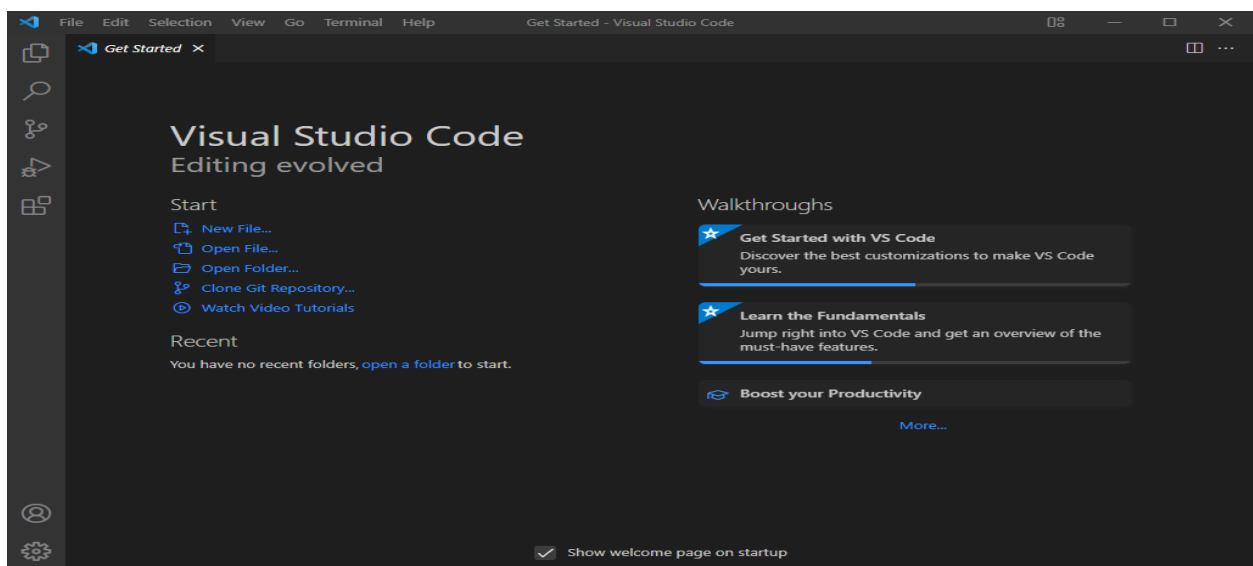 File Edit Selection View Go Terminal Help Get Started - Visual Studio Code
Get Started
Visual Studio Code
Editing evolved
Start
New File...
Open File...
Open Folder...
Clone Git Repository...
Watch Video Tutorials
Recent
You have no recent folders, open a folder to start.
Walkthroughs
Get Started with VS Code
Discover the best customizations to make VS Code
yours.
Learn the Fundamentals
Jump right into VS Code and get an overview of the
must-have features.
Boost your Productivity
More...
Show welcome page on startup